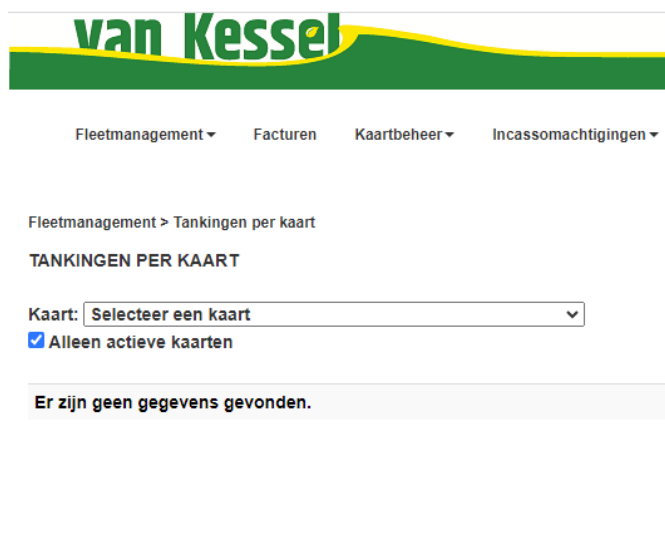 van Kessel
Fleetmanagement Facturen Kaartbeheer Incassomachtigingen
Fleetmanagement > Tankingen per kaart
TANKINGEN PER KAART
Kaart: Selecteer een kaart
Alleen actieve kaarten
Er zijn geen gegevens gevonden.